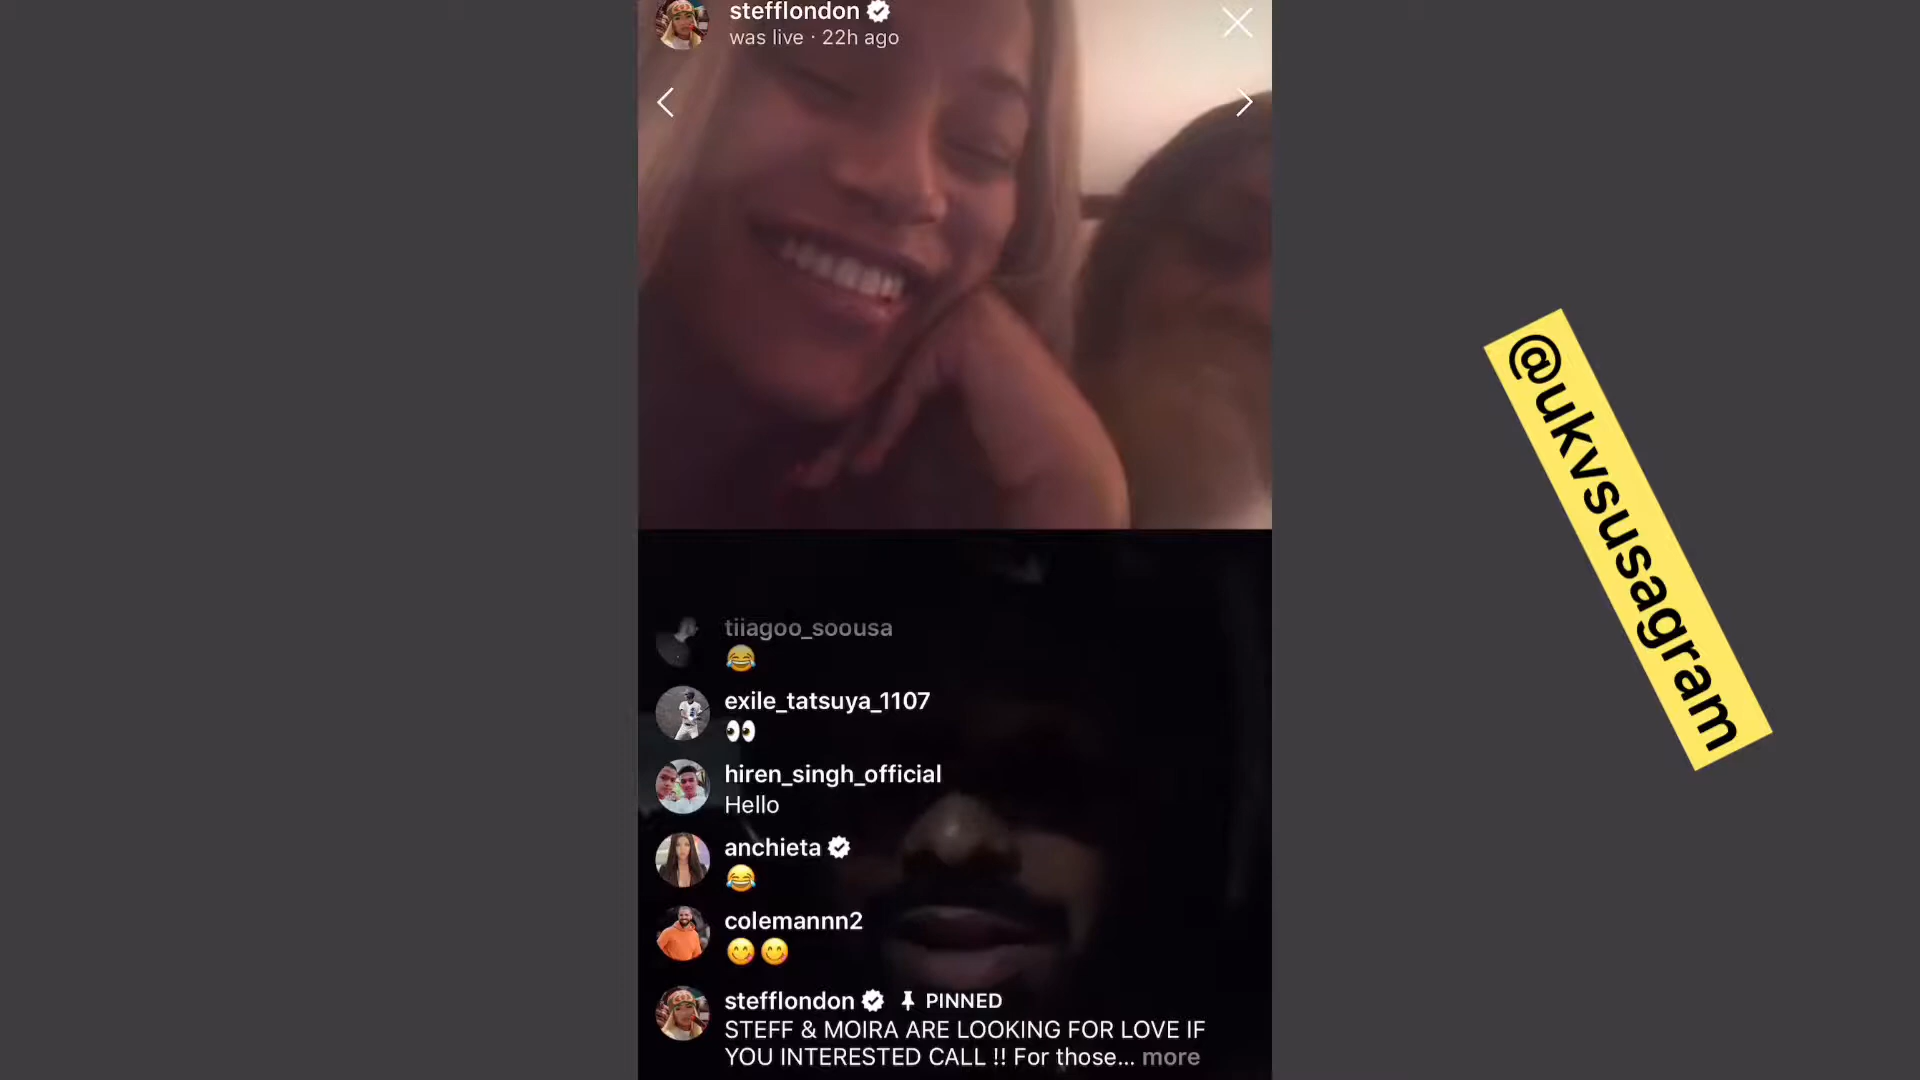 stefflondon
was live · 22h ago
tiiagoo_soousa
😂
exile_tatsuya_1107
👀
hiren_singh_official
Hello
anchieta
😂
colemannn2
😋😋
stefflondon PINNED
STEFF & MOIRA ARE LOOKING FOR LOVE IF
YOU INTERESTED CALL !! For those... more
@ukvsusagram